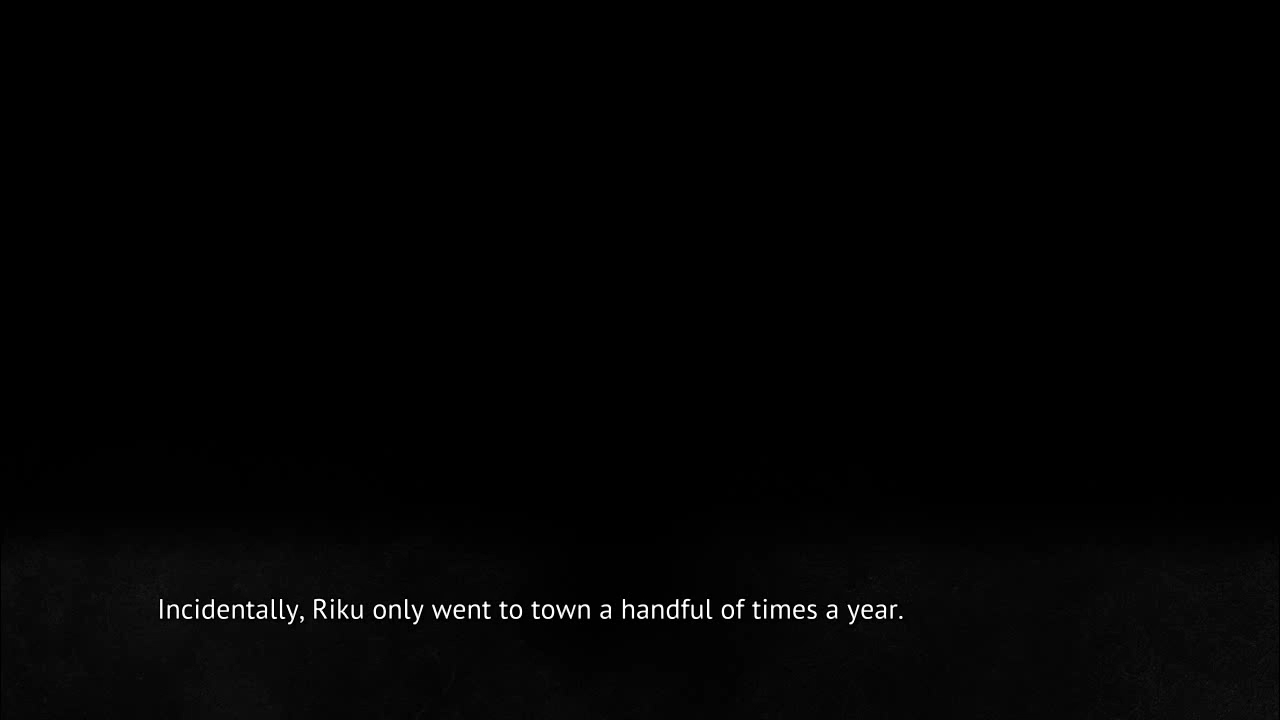 Incidentally, Riku only went to town a handful of times a year.